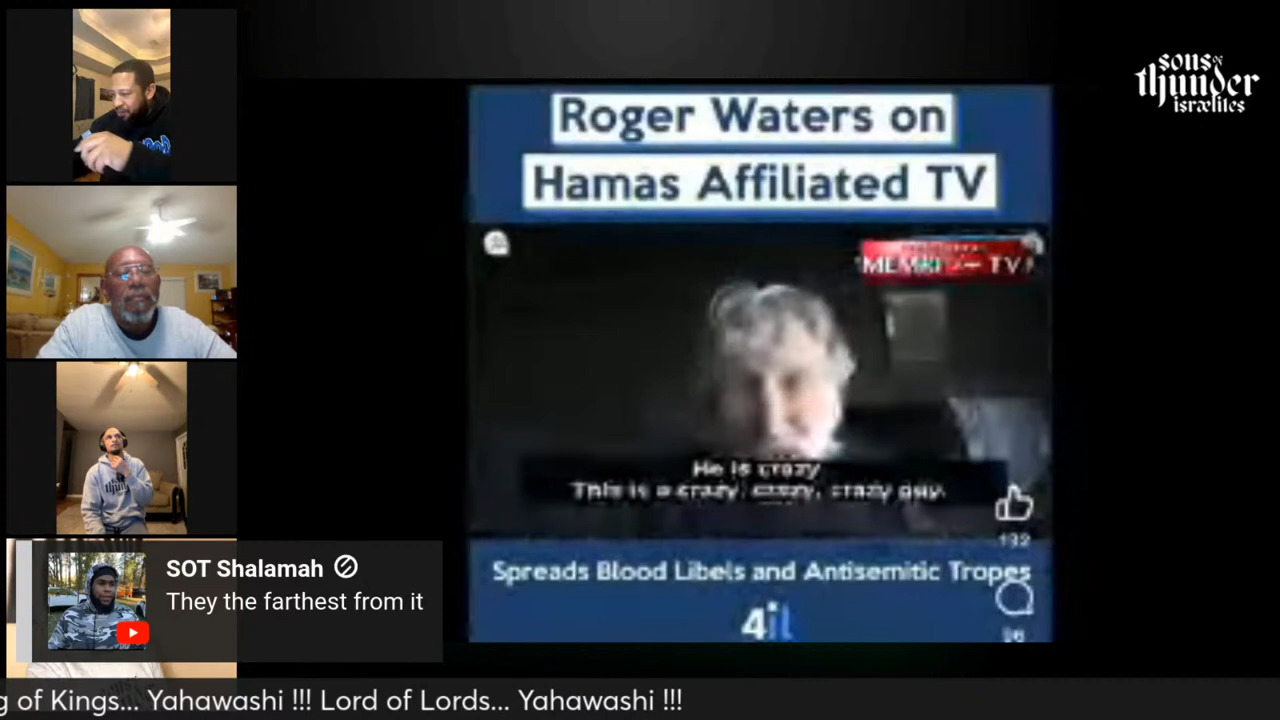 sons of
thunder
israelites
Roger Waters on
Hamas Affiliated TV
MEMRI TV
He is crazy
This is a crazy, crazy, crazy guy.
132
Spreads Blood Libels and Antisemitic Tropes
4il
SOT Shalamah
They the farthest from it
g of Kings... Yahawashi !!! Lord of Lords... Yahawashi !!!